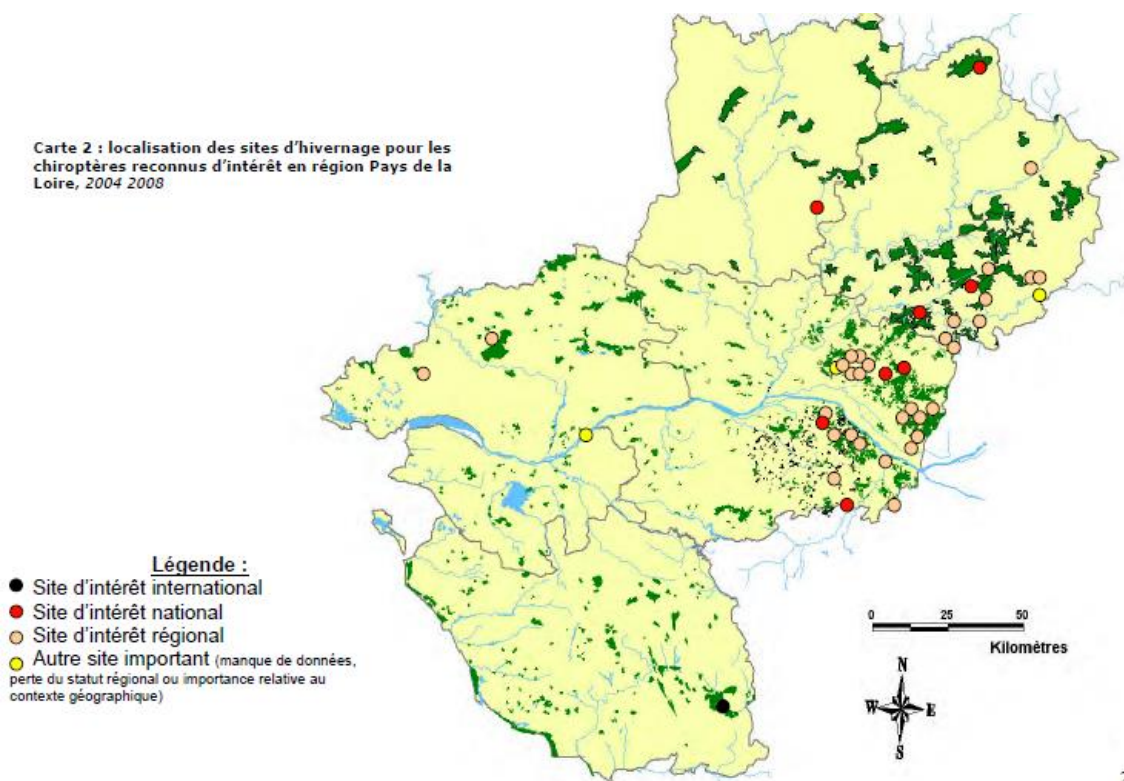 Carte 2 : localisation des sites d'hivernage pour les
chiroptères reconnus d'intérêt en région Pays de la
Loire, 2004 2008
Légende :
Site d'intérêt international
Site d'intérêt national
Site d'intérêt régional
Autre site important (manque de données,
perte du statut régional ou importance relative au
contexte géographique)
0 25 50
Kilomètres
N
W E
S